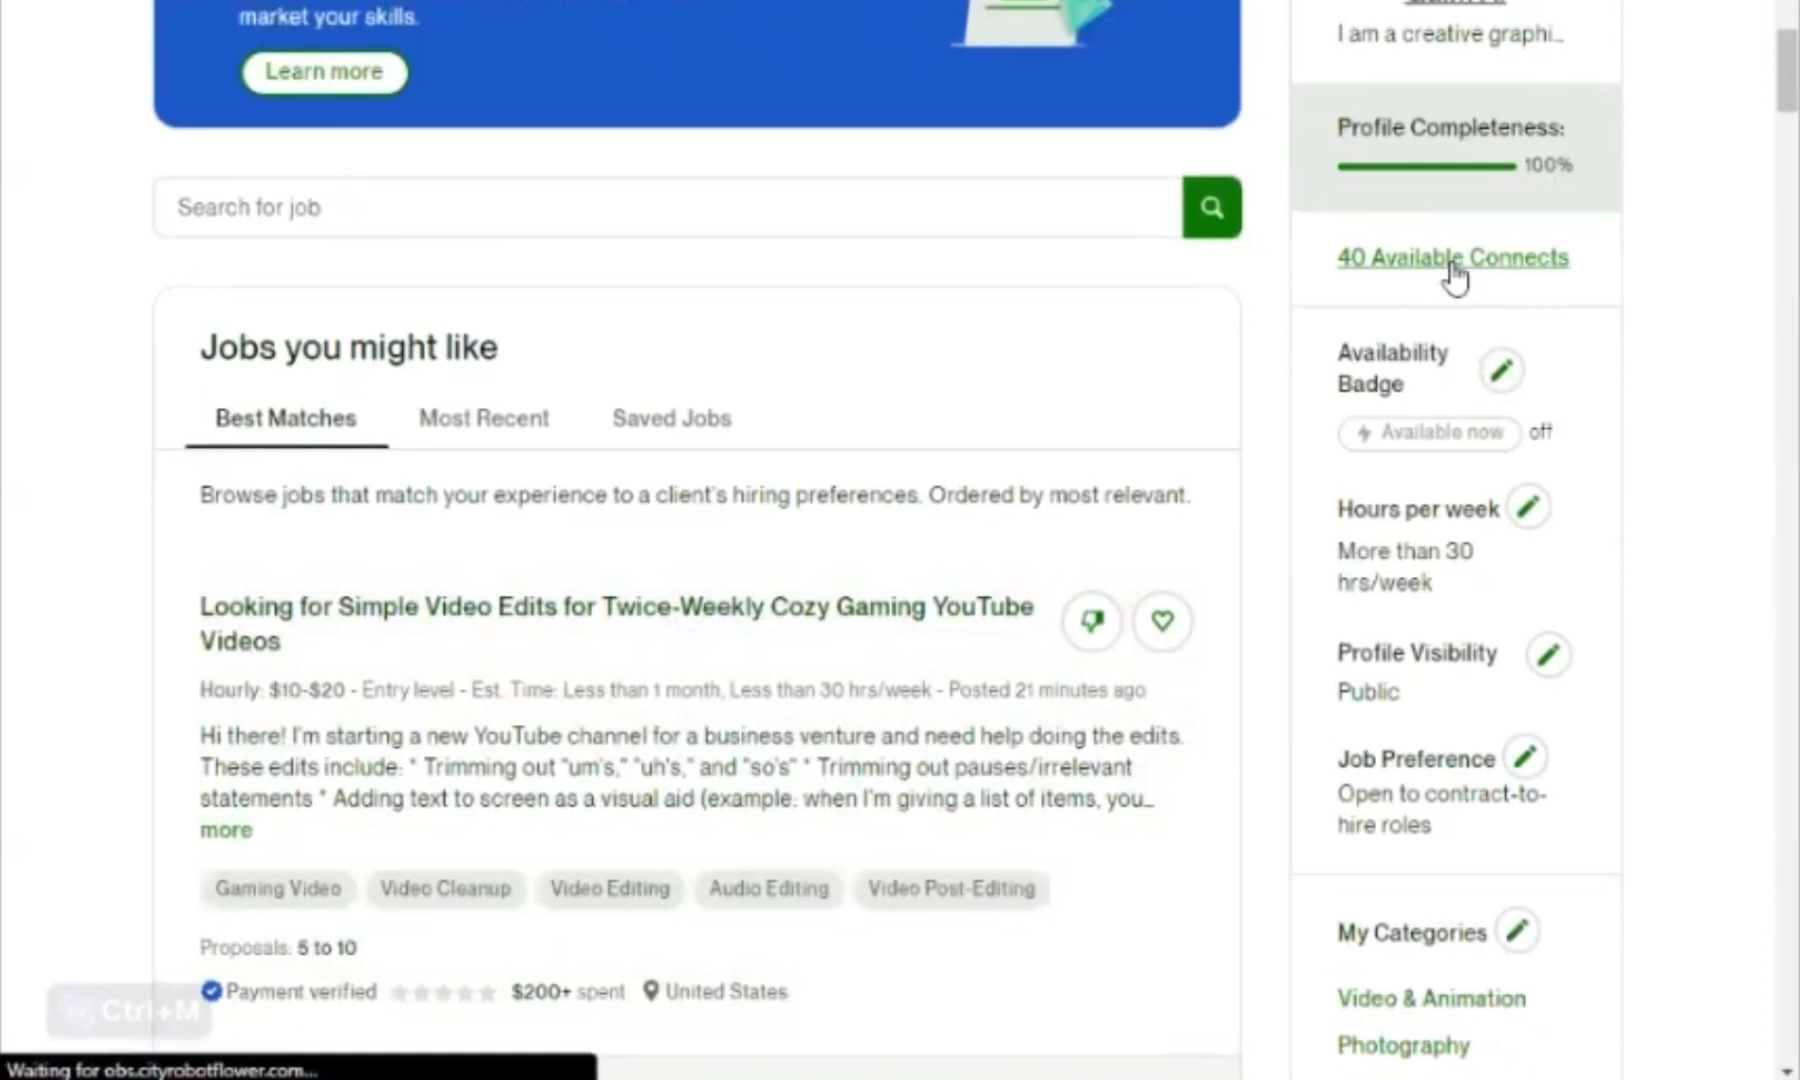 market your skills.
Learn more
I am a creative graphi...
Profile Completeness:
100%
Search for job
40 Available Connects
Jobs you might like
Best Matches Most Recent Saved Jobs
Browse jobs that match your experience to a client's hiring preferences. Ordered by most relevant.
Looking for Simple Video Edits for Twice-Weekly Cozy Gaming YouTube
Videos
Hourly: $10-$20 - Entry level - Est. Time: Less than 1 month, Less than 30 hrs/week - Posted 21 minutes ago
Hi there! I'm starting a new YouTube channel for a business venture and need help doing the edits.
These edits include: * Trimming out "um's," "uh's," and "so's" * Trimming out pauses/irrelevant
statements * Adding text to screen as a visual aid (example: when I'm giving a list of items, you...
more
Gaming Video Video Cleanup Video Editing Audio Editing Video Post-Editing
Proposals: 5 to 10
Payment verified $200+ spent United States
Availability
Badge
Available now off
Hours per week
More than 30
hrs/week
Profile Visibility
Public
Job Preference
Open to contract-to-
hire roles
My Categories
Video & Animation
Photography
Ctrl+M
Waiting for obs.cityrobotflower.com...